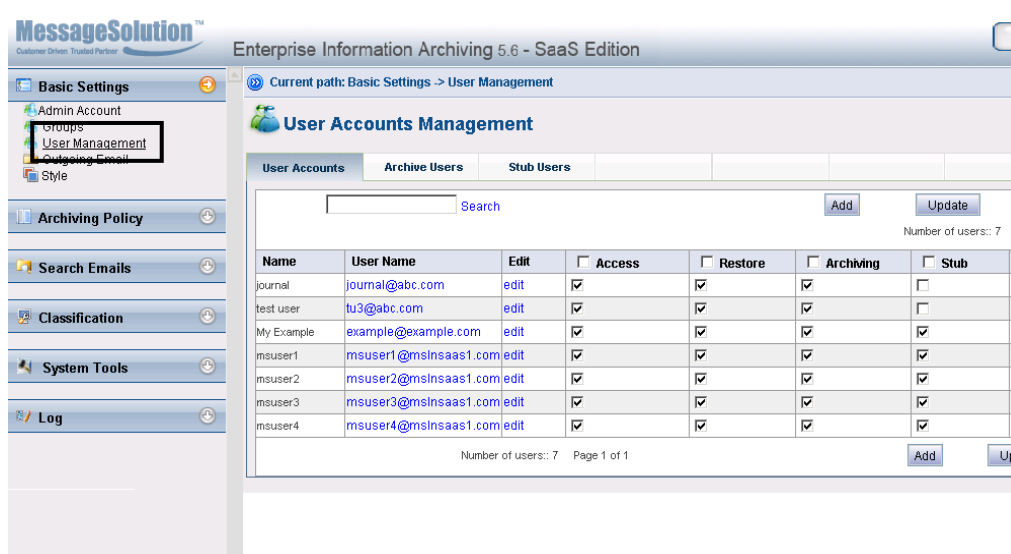 MessageSolution™
Customer Driven Trusted Partner
Enterprise Information Archiving 5.6 - SaaS Edition
Basic Settings
Admin Account
Groups
User Management
Outgoing Email
Style
Archiving Policy
Search Emails
Classification
System Tools
Log
Current path: Basic Settings -> User Management
User Accounts Management
User Accounts Archive Users Stub Users
Search Add Update
Number of users:: 7
Name User Name Edit Access Restore Archiving Stub
journal journal@abc.com edit
test user tu3@abc.com edit
My Example example@example.com edit
msuser1 msuser1@mslnsaas1.com edit
msuser2 msuser2@mslnsaas1.com edit
msuser3 msuser3@mslnsaas1.com edit
msuser4 msuser4@mslnsaas1.com edit
Number of users:: 7 Page 1 of 1 Add